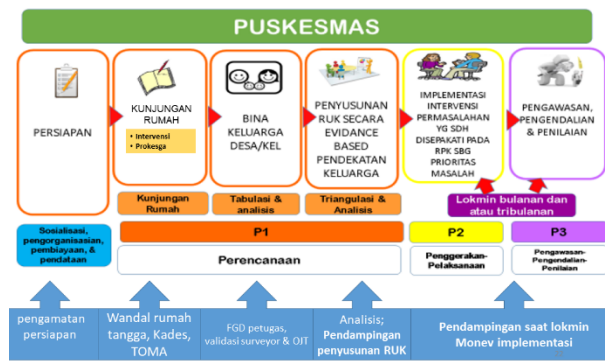 PUSKESMAS
PERSIAPAN
KUNJUNGAN
RUMAH
• Intervensi
• Prokesga
BINA
KELUARGA
DESA/KEL
PENYUSUNAN
RUK SECARA
EVIDANCE
BASED
PENDEKATAN
KELUARGA
IMPLEMENTASI
INTERVENSI
PERMASALAHAN
YG SDH
DISEPAKATI PADA
RPK SBG
PRIORITAS
MASALAH
PENGAWASAN,
PENGENDALIAN
& PENILAIAN
Kunjungan
Rumah
Tabulasi &
analisis
Triangulasi &
Analisis
Lokmin bulanan dan
atau tribulanan
Sosialisasi,
pengorganisasian,
pembiayaan, &
pendataan
P1
P2
P3
Perencanaan
Penggerakan-
Pelaksanaan
Pengawasan-
Pengendalian-
Penilaian
pengamatan
persiapan
Wandal rumah
tangga, Kades,
TOMA
FGD petugas,
validasi surveyor & OJT
Analisis;
Pendampingan
penyusunan RUK
Pendampingan saat lokmin
Monev implementasi